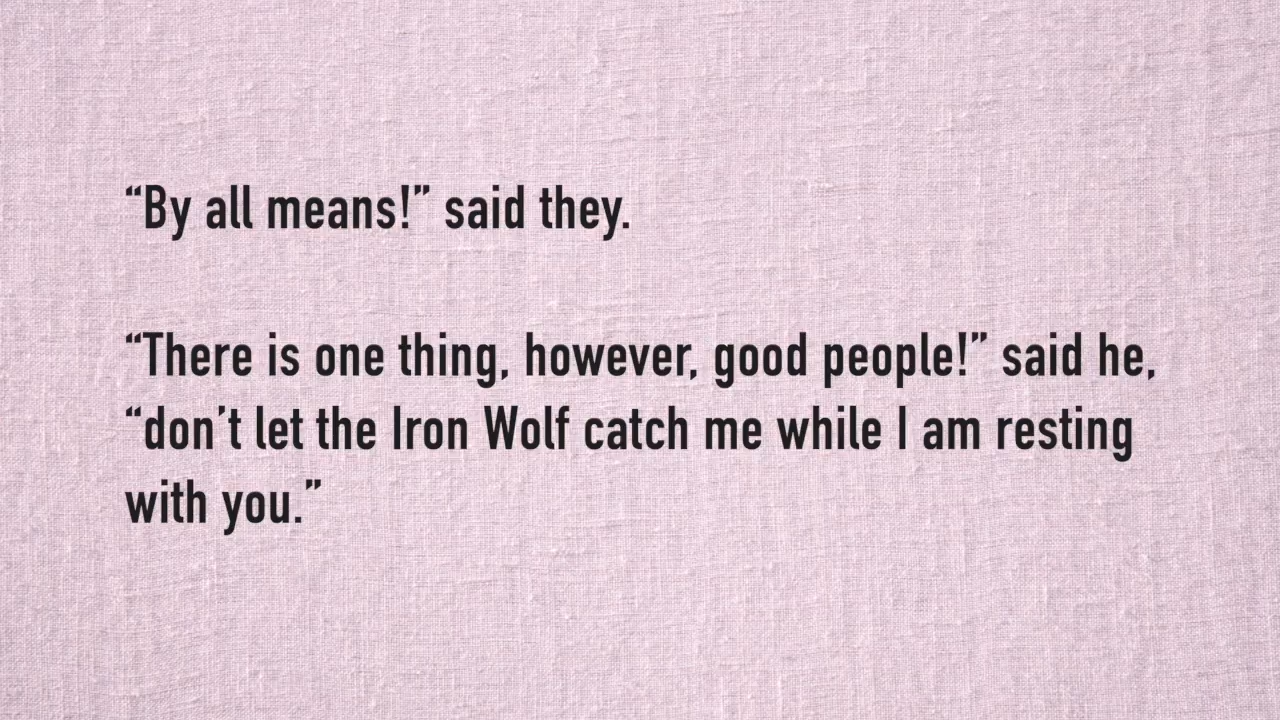 “By all means!” said they.
“There is one thing, however, good people!” said he,
“don’t let the Iron Wolf catch me while I am resting
with you.”